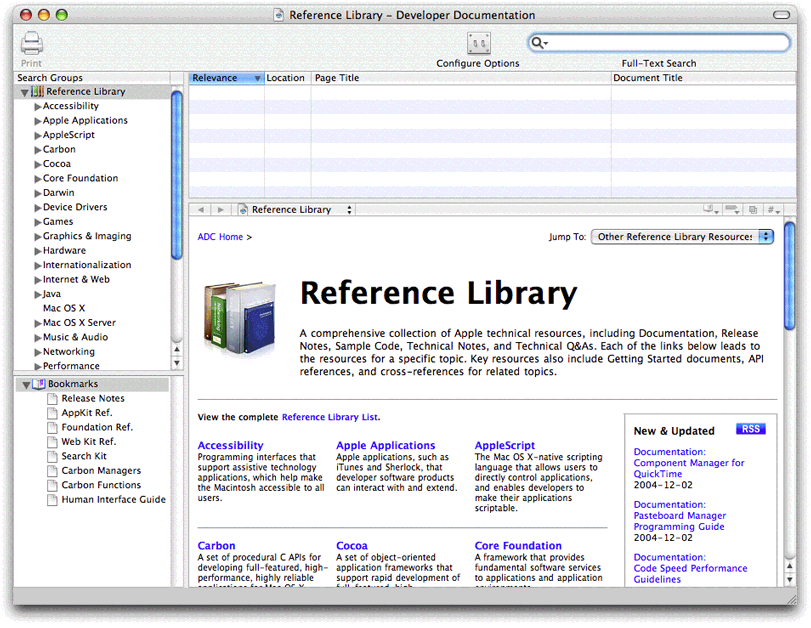 Reference Library – Developer Documentation
Print
Configure Options
Full-Text Search
Search Groups
Reference Library
Accessibility
Apple Applications
AppleScript
Carbon
Cocoa
Core Foundation
Darwin
Device Drivers
Games
Graphics & Imaging
Hardware
Internationalization
Internet & Web
Java
Mac OS X
Mac OS X Server
Music & Audio
Networking
Performance
Bookmarks
Release Notes
AppKit Ref.
Foundation Ref.
Web Kit Ref.
Search Kit
Carbon Managers
Carbon Functions
Human Interface Guide
Relevance Location Page Title Document Title
Reference Library
ADC Home >
Jump To: Other Reference Library Resources
Reference Library
A comprehensive collection of Apple technical resources, including Documentation, Release
Notes, Sample Code, Technical Notes, and Technical Q&As. Each of the links below leads to
the resources for a specific topic. Key resources also include Getting Started documents, API
references, and cross-references for related topics.
View the complete Reference Library List.
Accessibility
Programming interfaces that
support assistive technology
applications, which help make
the Macintosh accessible to all
users.
Apple Applications
Apple applications, such as
iTunes and Sherlock, that
developer software products
can interact with and extend.
AppleScript
The Mac OS X-native scripting
language that allows users to
directly control applications,
and enables developers to
make their applications
scriptable.
Carbon
A set of procedural C APIs for
developing full-featured, high-
performance, highly reliable
applications for Mac OS X
Cocoa
A set of object-oriented
application frameworks that
support rapid development of
full-featured, high-
Core Foundation
A framework that provides
fundamental software services
to applications and application
environments
New & Updated
RSS
Documentation:
Component Manager for
QuickTime
2004-12-02
Documentation:
Pasteboard Manager
Programming Guide
2004-12-02
Documentation:
Code Speed Performance
Guidelines